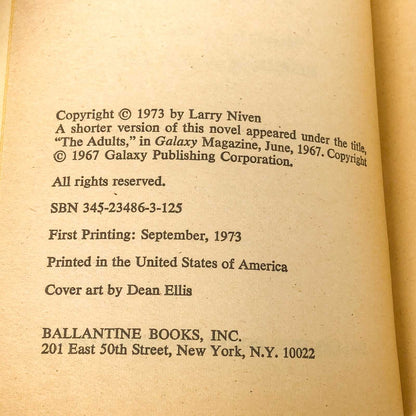 Copyright © 1973 by Larry Niven
A shorter version of this novel appeared under the title,
"The Adults," in Galaxy Magazine, June, 1967. Copyright
© 1967 Galaxy Publishing Corporation.
All rights reserved.
SBN 345-23486-3-125
First Printing: September, 1973
Printed in the United States of America
Cover art by Dean Ellis
BALLANTINE BOOKS, INC.
201 East 50th Street, New York, N.Y. 10022